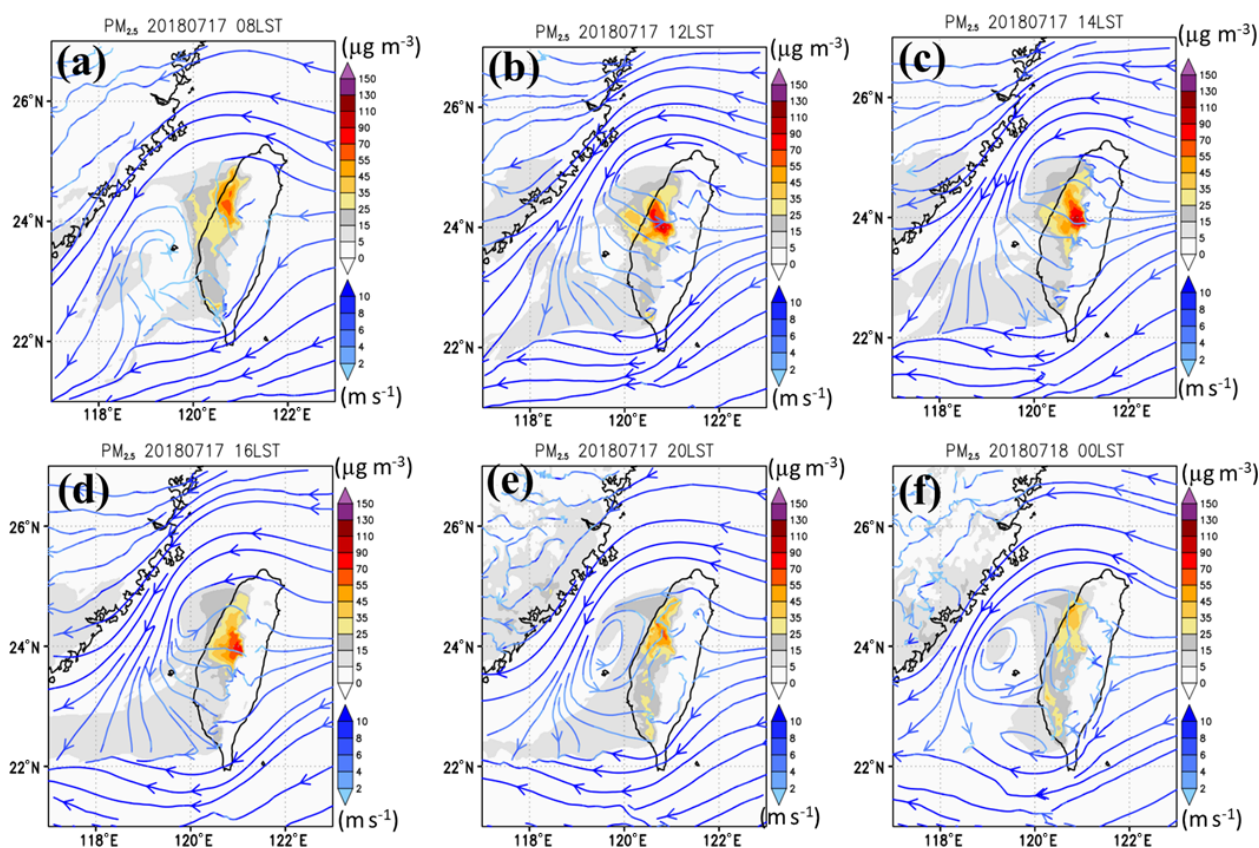 PM2.5 20180717 08LST
(a)
(μg m-3)
150
130
110
90
70
55
45
35
25
15
5
0
10
8
6
4
2
(m s-1)
26°N
24°N
22°N
118°E
120°E
122°E
PM2.5 20180717 12LST
(b)
(μg m-3)
150
130
110
90
70
55
45
35
25
15
5
0
10
8
6
4
2
(m s-1)
26°N
24°N
22°N
118°E
120°E
122°E
PM2.5 20180717 14LST
(c)
(μg m-3)
150
130
110
90
70
55
45
35
25
15
5
0
10
8
6
4
2
(m s-1)
26°N
24°N
22°N
118°E
120°E
122°E
PM2.5 20180717 16LST
(d)
(μg m-3)
150
130
110
90
70
55
45
35
25
15
5
0
10
8
6
4
2
(m s-1)
26°N
24°N
22°N
118°E
120°E
122°E
PM2.5 20180717 20LST
(e)
(μg m-3)
150
130
110
90
70
55
45
35
25
15
5
0
10
8
6
4
2
(m s-1)
26°N
24°N
22°N
118°E
120°E
122°E
PM2.5 20180718 00LST
(f)
(μg m-3)
150
130
110
90
70
55
45
35
25
15
5
0
10
8
6
4
2
(m s-1)
26°N
24°N
22°N
118°E
120°E
122°E